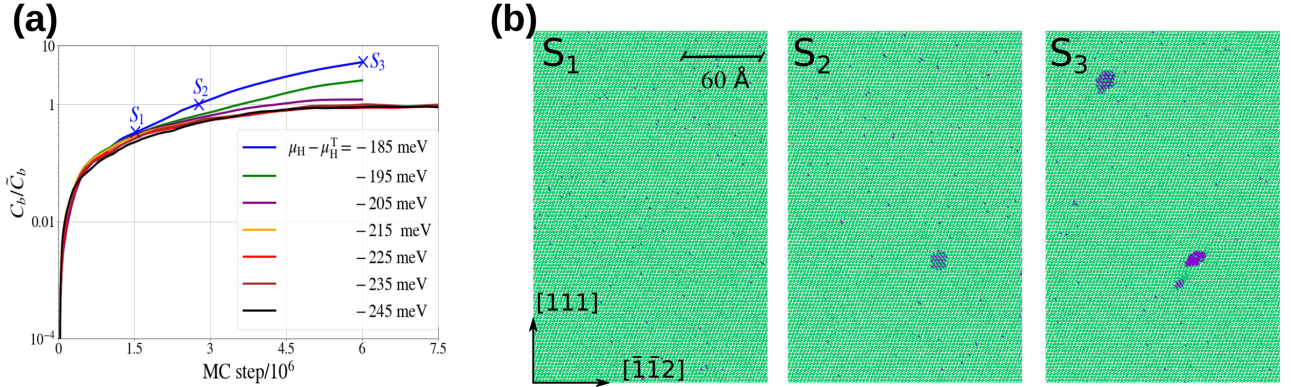 (a)
10
1
0.01
10⁻⁴
C_b/C̃_b
S₁
S₂
S₃
μ_H − μ_H^T = −185 meV
−195 meV
−205 meV
−215 meV
−225 meV
−235 meV
−245 meV
0
1.5
3
4.5
6
7.5
MC step/10⁶
(b)
S₁
60 Å
[111]
[1̄1̄2]
S₂
S₃